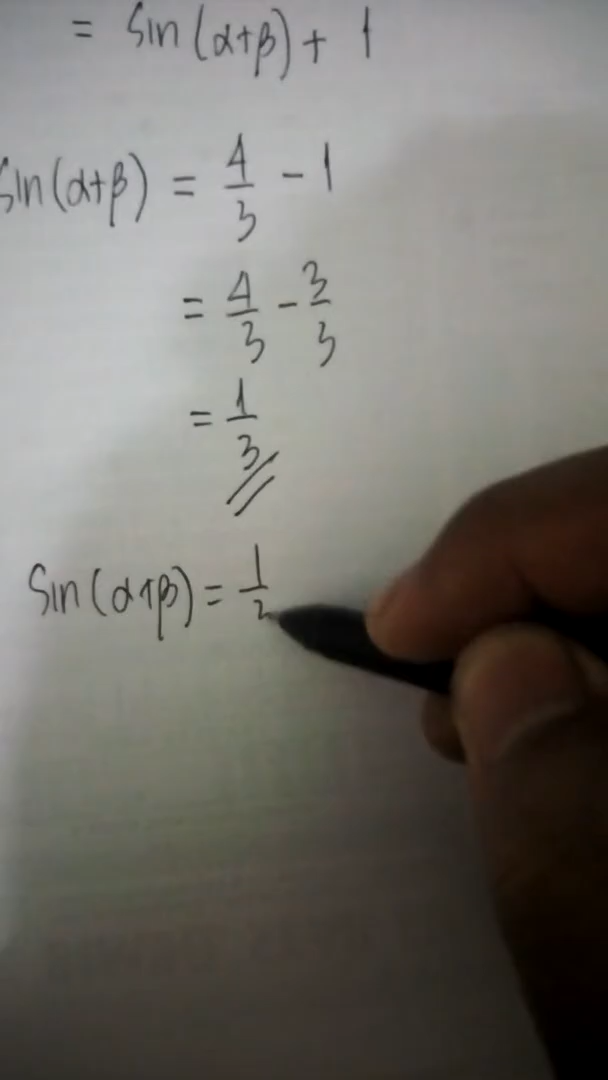 = Sin(α+β) + 1
Sin(α+β) = 4/3 - 1
= 4/3 - 3/3
= 1/3
Sin(α+β) = 1/3